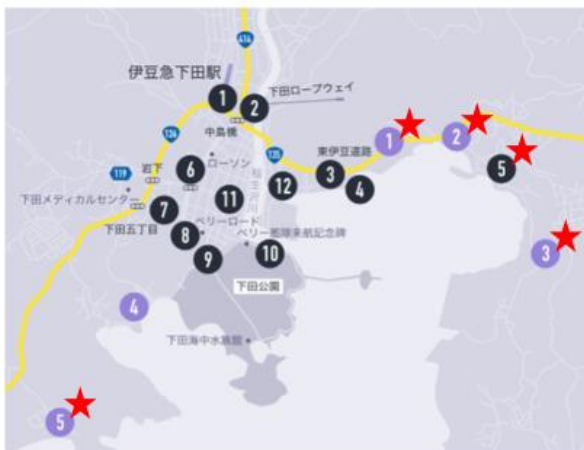 414
伊豆急下田駅
1
2
下田ロープウェイ
中島橋
136
135
東伊豆道路
1
2
ローソン
岩下
119
6
3
4
5
12
11
稲生沢川
下田メディカルセンター
7
ペリーロード
下田五丁目
8
ペリー艦隊来航記念碑
9
10
3
下田公園
4
下田海中水族館
5